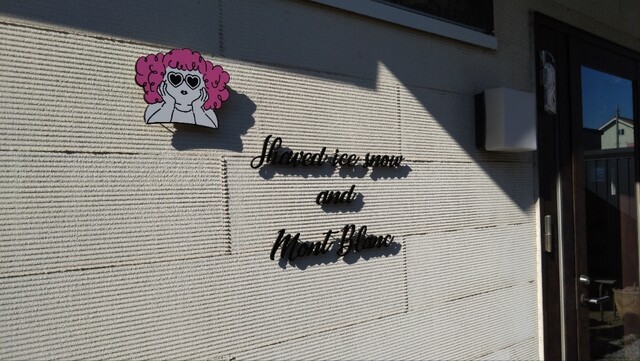 Shaved ice snow
and
Mont Blanc